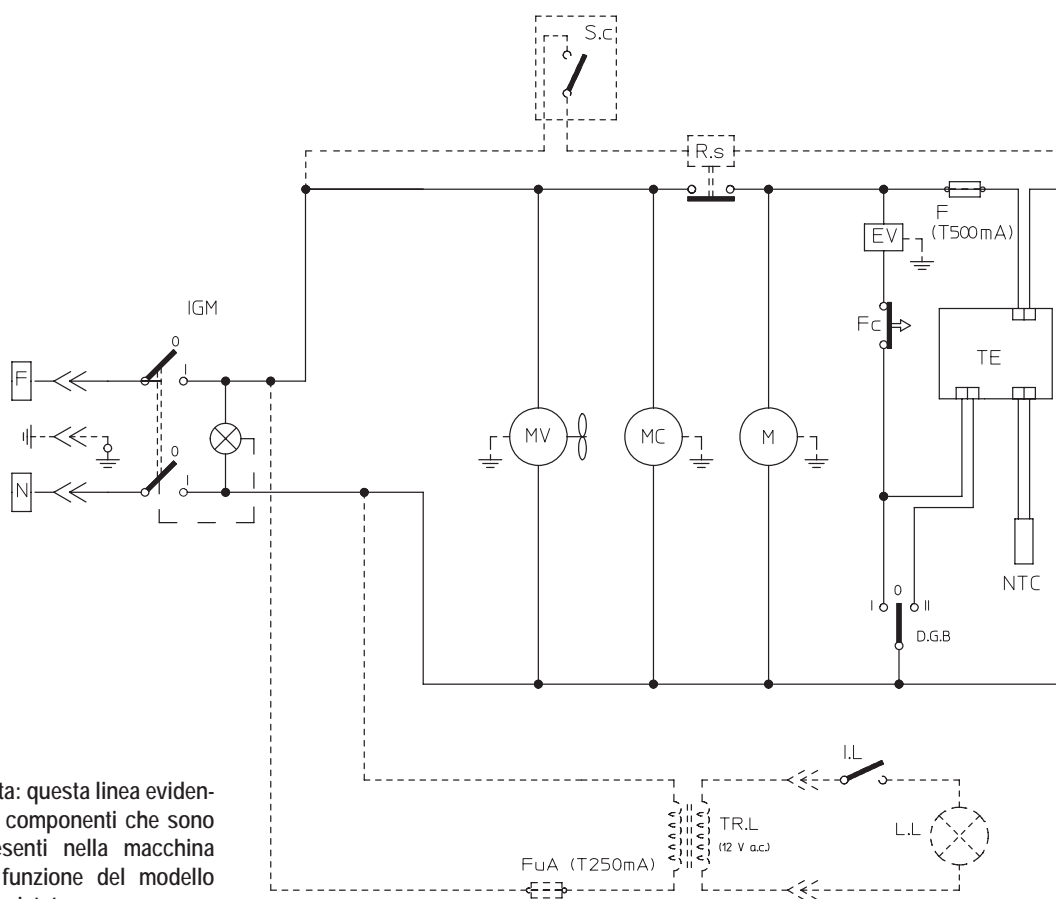 S.c
R.s
F
(T500mA)
EV
IGM
Fc
0
I
F
TE
MV
MC
M
0
I
N
NTC
0
I
II
D.G.B
I.L
ta: questa linea eviden-
componenti che sono
esenti nella macchina
funzione del modello
TR.L
(12 V a.c.)
L.L
FuA (T250mA)